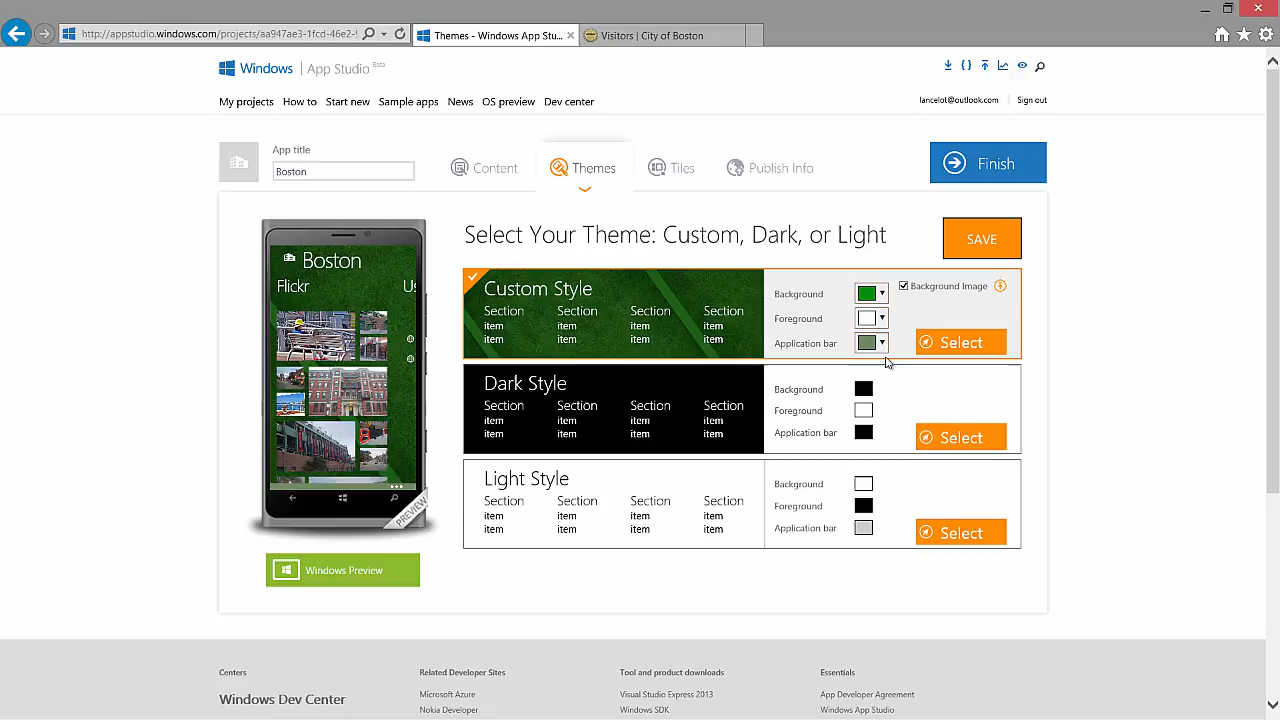 http://appstudio.windows.com/projects/aa947ae3-1fcd-46e2-
Themes - Windows App Stu...
Visitors | City of Boston
Windows | App Studio Beta
My projects How to Start new Sample apps News OS preview Dev center
lancelot@outlook.com | Sign out
App title
Boston
Content
Themes
Tiles
Publish Info
Finish
Boston
Flickr
Us
PREVIEW
Windows Preview
Select Your Theme: Custom, Dark, or Light
SAVE
Custom Style
Section Section Section Section
item item item item
item item item item
Background
Foreground
Application bar
Background Image
Select
Dark Style
Section Section Section Section
item item item item
item item item item
Background
Foreground
Application bar
Select
Light Style
Section Section Section Section
item item item item
item item item item
Background
Foreground
Application bar
Select
Centers
Windows Dev Center
Related Developer Sites
Microsoft Azure
Nokia Developer
Tool and product downloads
Visual Studio Express 2013
Windows SDK
Essentials
App Developer Agreement
Windows App Studio